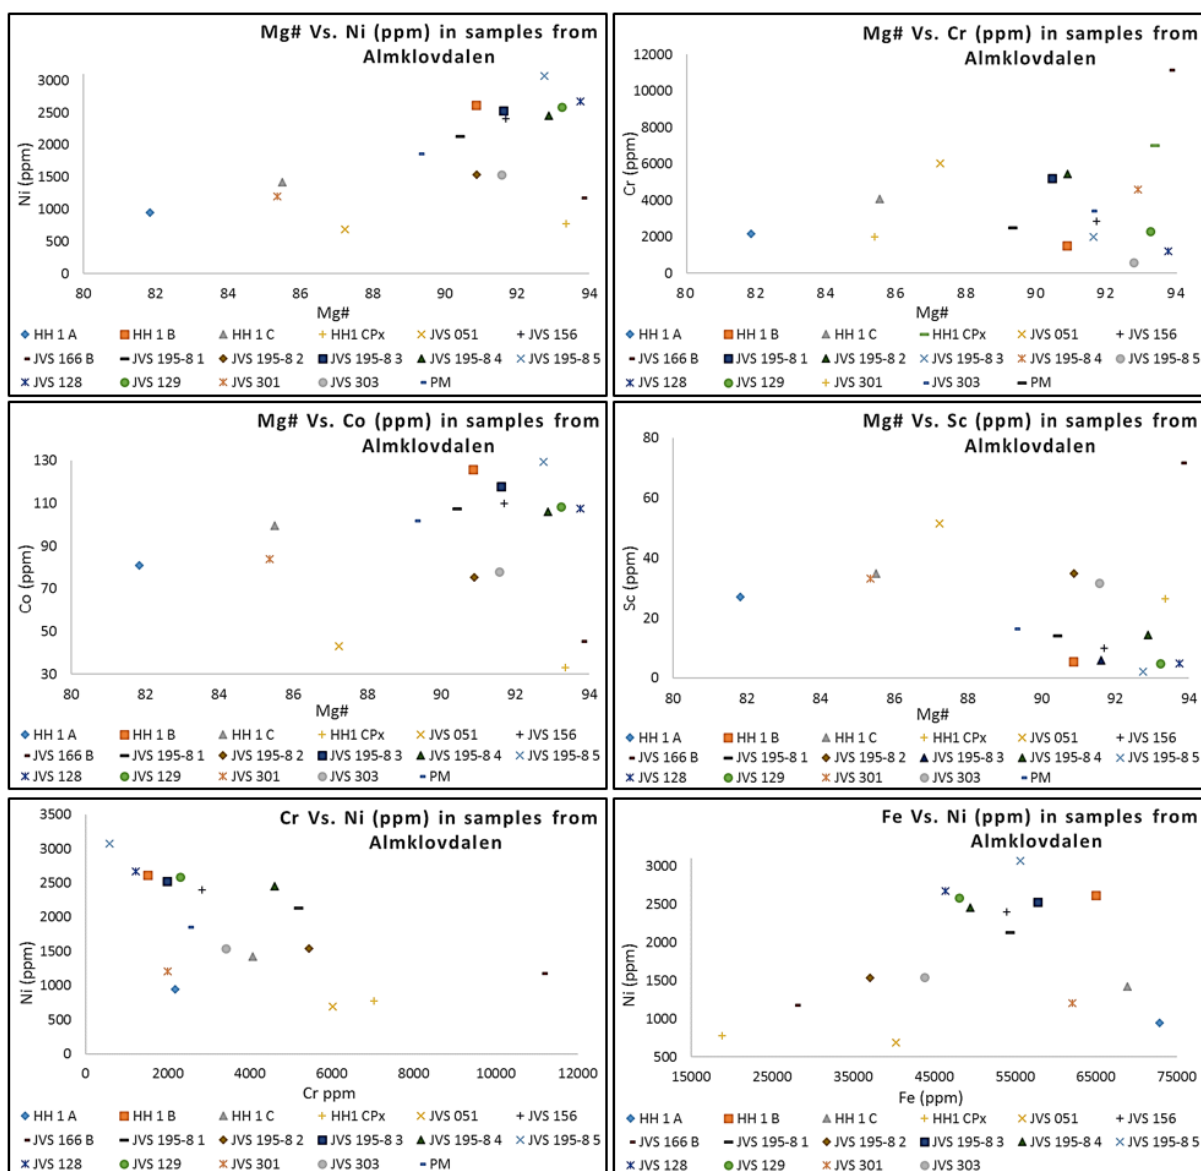 Mg# Vs. Ni (ppm) in samples from
Almklovdalen
Ni (ppm)
3000
2500
2000
1500
1000
500
0
80 82 84 86 88 90 92 94
Mg#
HH 1 A HH 1 B HH 1 C HH1 CPx JVS 051 JVS 156
JVS 166 B JVS 195-8 1 JVS 195-8 2 JVS 195-8 3 JVS 195-8 4 JVS 195-8 5
JVS 128 JVS 129 JVS 301 JVS 303 PM
Mg# Vs. Cr (ppm) in samples from
Almklovdalen
Cr (ppm)
12000
10000
8000
6000
4000
2000
0
80 82 84 86 88 90 92 94
Mg#
HH 1 A HH 1 B HH 1 C HH1 CPx JVS 051 JVS 156
JVS 166 B JVS 195-8 1 JVS 195-8 2 JVS 195-8 3 JVS 195-8 4 JVS 195-8 5
JVS 128 JVS 129 JVS 301 JVS 303 PM
Mg# Vs. Co (ppm) in samples from
Almklovdalen
Co (ppm)
130
110
90
70
50
30
80 82 84 86 88 90 92 94
Mg#
HH 1 A HH 1 B HH 1 C HH1 CPx JVS 051 JVS 156
JVS 166 B JVS 195-8 1 JVS 195-8 2 JVS 195-8 3 JVS 195-8 4 JVS 195-8 5
JVS 128 JVS 129 JVS 301 JVS 303 PM
Mg# Vs. Sc (ppm) in samples from
Almklovdalen
Sc (ppm)
80
60
40
20
0
80 82 84 86 88 90 92 94
Mg#
HH 1 A HH 1 B HH 1 C HH1 CPx JVS 051 JVS 156
JVS 166 B JVS 195-8 1 JVS 195-8 2 JVS 195-8 3 JVS 195-8 4 JVS 195-8 5
JVS 128 JVS 129 JVS 301 JVS 303 PM
Cr Vs. Ni (ppm) in samples from
Almklovdalen
Ni (ppm)
3500
3000
2500
2000
1500
1000
500
0
0 2000 4000 6000 8000 10000 12000
Cr ppm
HH 1 A HH 1 B HH 1 C HH1 CPx JVS 051 JVS 156
JVS 166 B JVS 195-8 1 JVS 195-8 2 JVS 195-8 3 JVS 195-8 4 JVS 195-8 5
JVS 128 JVS 129 JVS 301 JVS 303 PM
Fe Vs. Ni (ppm) in samples from
Almklovdalen
Ni (ppm)
3000
2500
2000
1500
1000
500
15000 25000 35000 45000 55000 65000 75000
Fe (ppm)
HH 1 A HH 1 B HH 1 C HH1 CPx JVS 051 JVS 156
JVS 166 B JVS 195-8 1 JVS 195-8 2 JVS 195-8 3 JVS 195-8 4 JVS 195-8 5
JVS 128 JVS 129 JVS 301 JVS 303